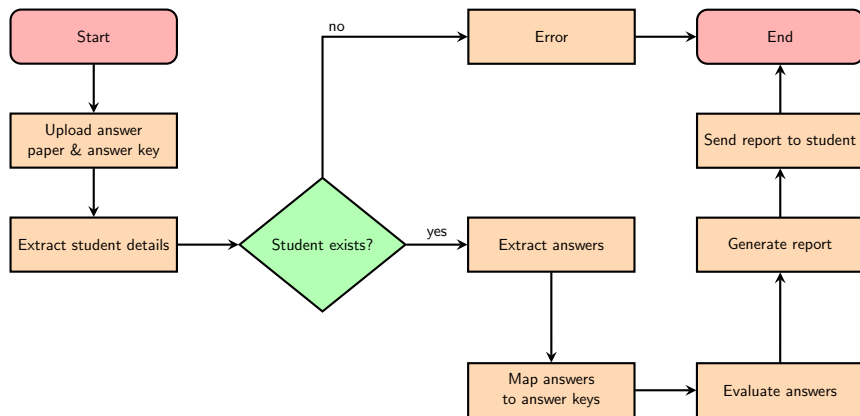 Start
Upload answer
paper & answer key
Extract student details
Student exists?
no
yes
Error
End
Extract answers
Map answers
to answer keys
Evaluate answers
Generate report
Send report to student